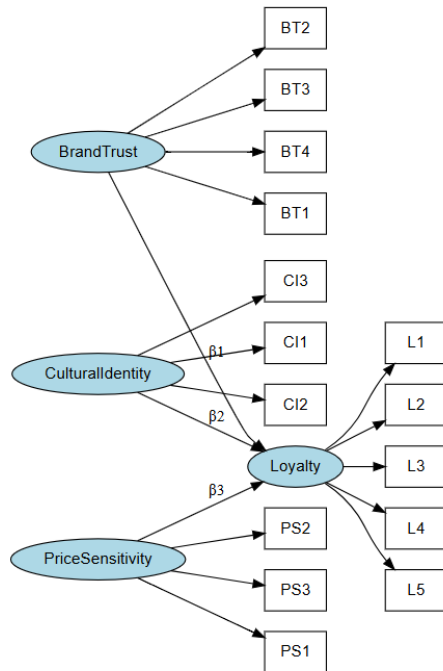 BT2
BT3
BrandTrust
BT4
BT1
CI3
β1
CI1
L1
CulturalIdentity
CI2
L2
β2
Loyalty
L3
β3
PS2
L4
PriceSensitivity
PS3
L5
PS1